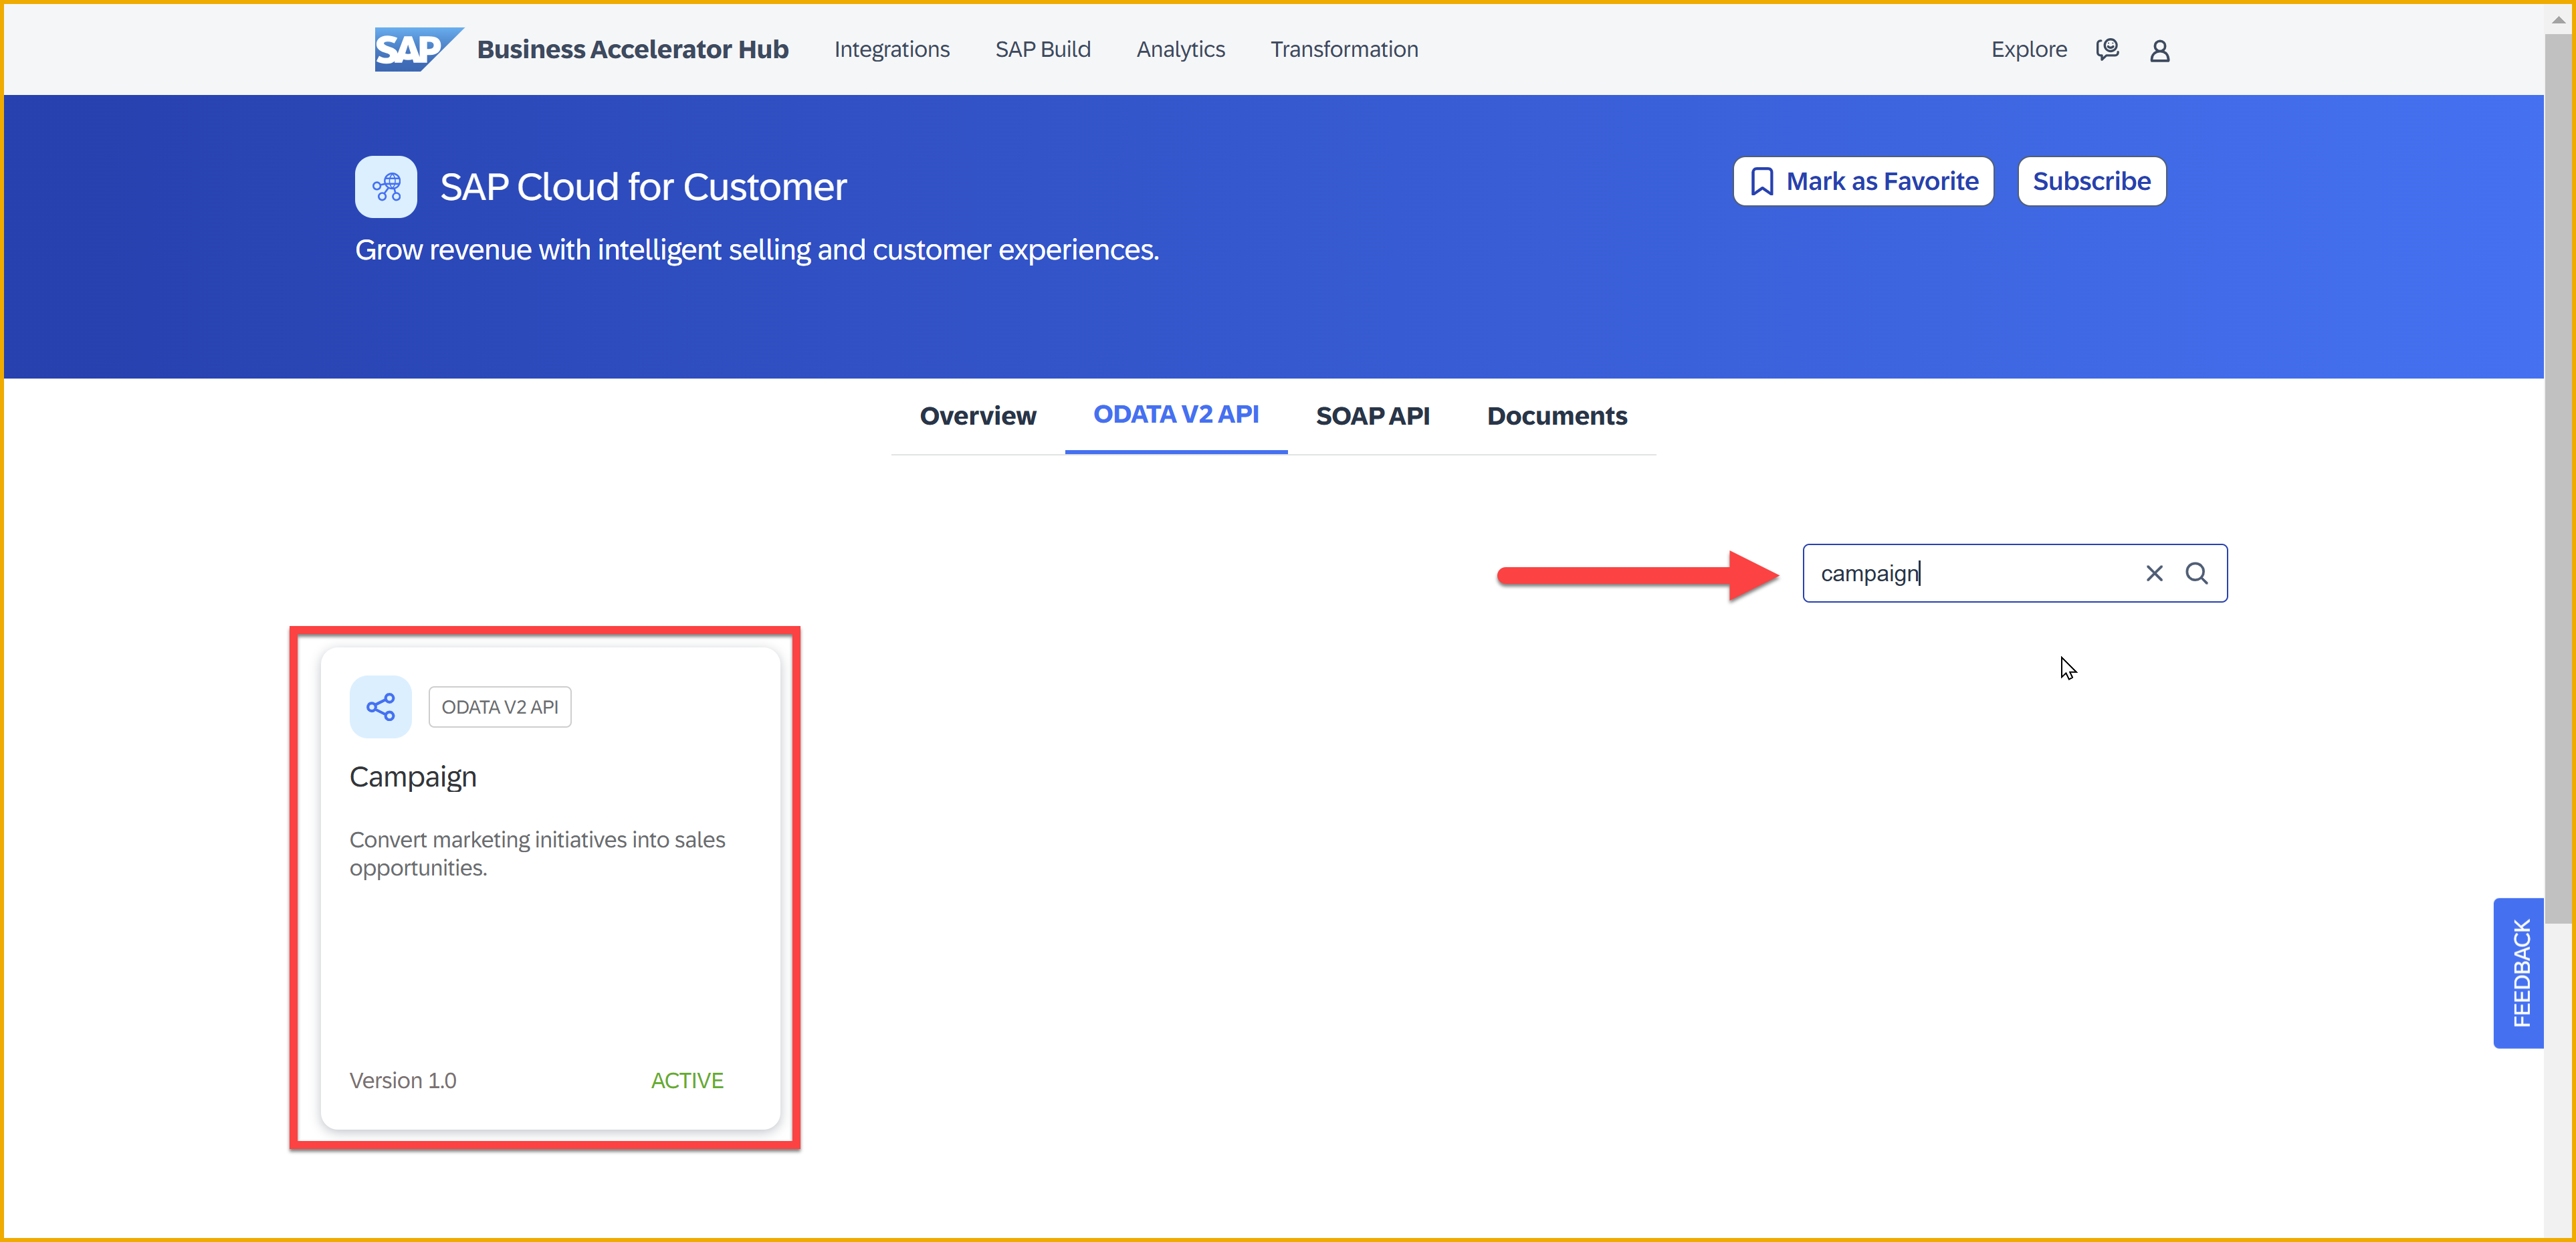 SAP Business Accelerator Hub Integrations SAP Build Analytics Transformation Explore
SAP Cloud for Customer
Mark as Favorite Subscribe
Grow revenue with intelligent selling and customer experiences.
Overview ODATA V2 API SOAP API Documents
campaign
ODATA V2 API
Campaign
Convert marketing initiatives into sales
opportunities.
Version 1.0 ACTIVE
FEEDBACK